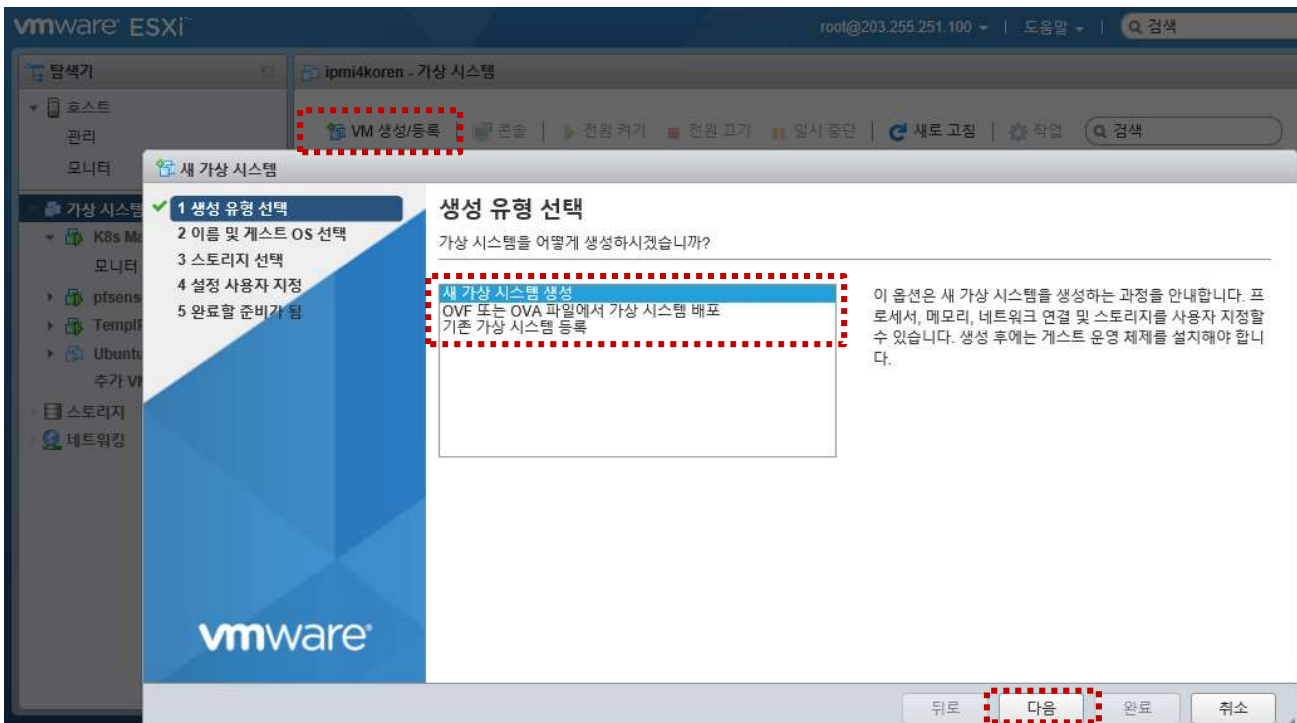 vmware ESXi
root@203.255.251.100
도움말
검색
탐색기
ipmi4koren - 가상 시스템
호스트
관리
모니터
VM 생성/등록
콘솔
전원 켜기
전원 끄기
일시 중단
새로 고침
작업
검색
가상 시스템
K8s
모니터
pfsens
Ubuntu
추가
스토리지
네트워킹
새 가상 시스템
1 생성 유형 선택
2 이름 및 게스트 OS 선택
3 스토리지 선택
4 설정 사용자 지정
5 완료할 준비가 됨
vmware
생성 유형 선택
가상 시스템을 어떻게 생성하시겠습니까?
새 가상 시스템 생성
OVF 또는 OVA 파일에서 가상 시스템 배포
기존 가상 시스템 등록
이 옵션은 새 가상 시스템을 생성하는 과정을 안내합니다. 프
로세서, 메모리, 네트워크 연결 및 스토리지를 사용자 지정할
수 있습니다. 생성 후에는 게스트 운영 체제를 설치해야 합니
다.
뒤로
다음
완료
취소